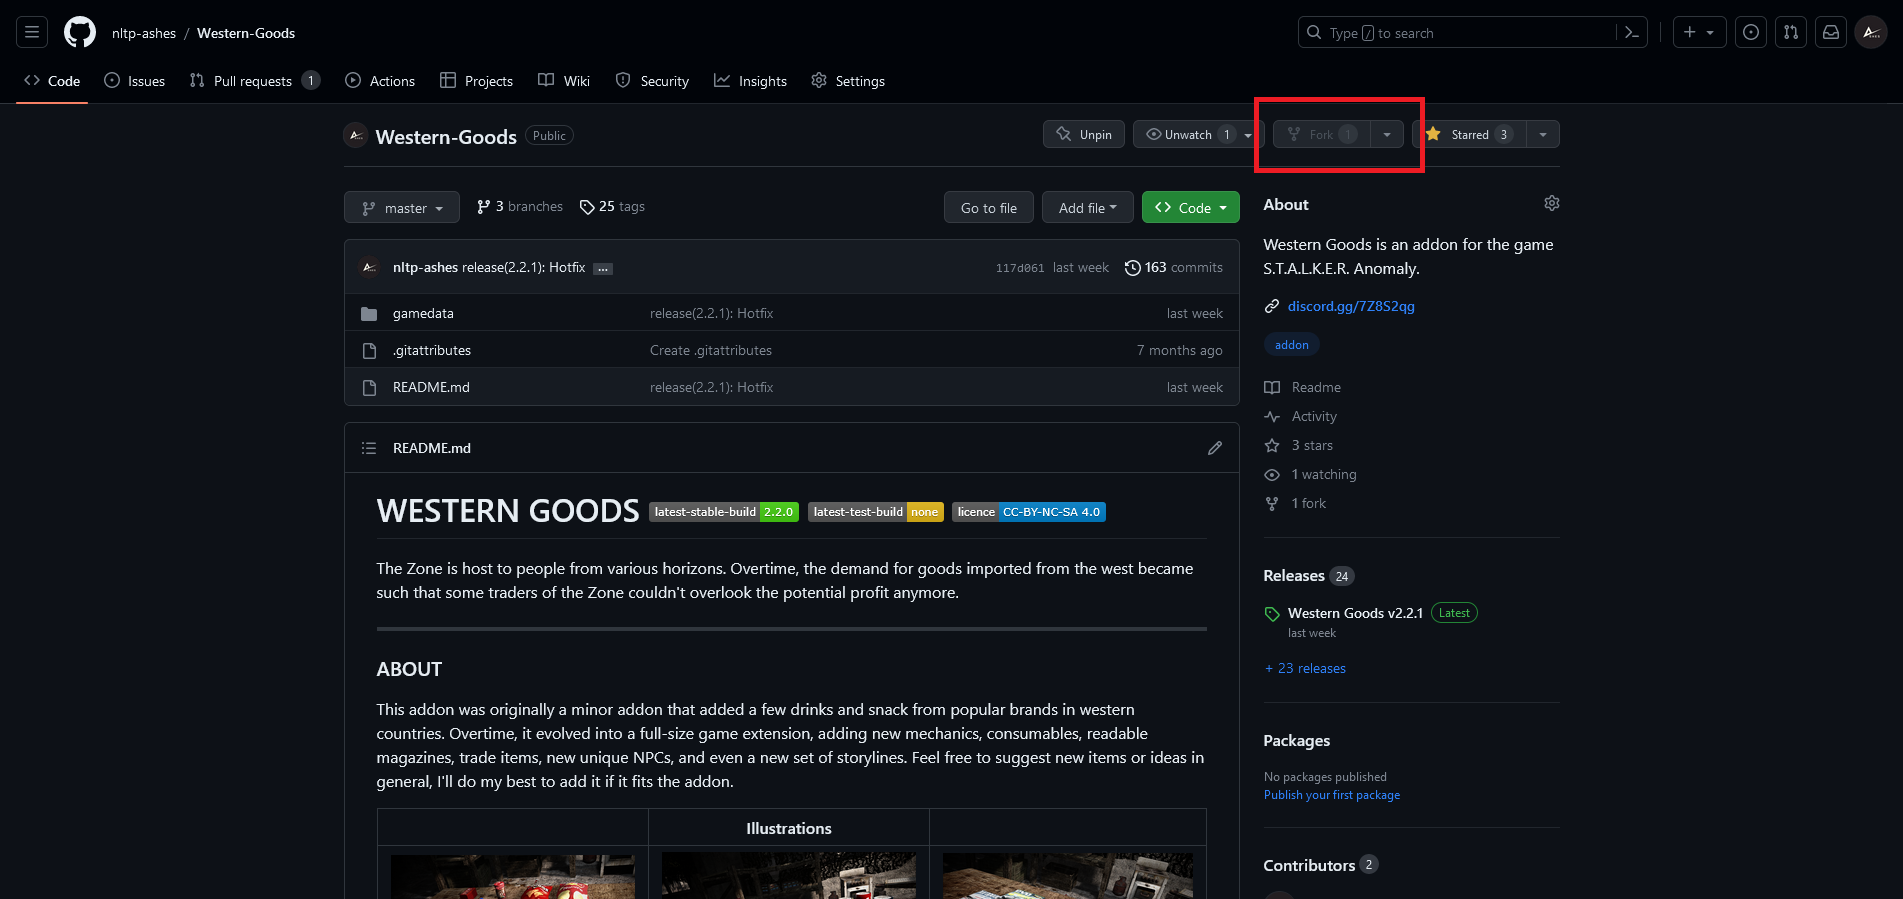 nltp-ashes / Western-Goods
Type / to search
Code Issues Pull requests 1 Actions Projects Wiki Security Insights Settings
Western-Goods Public
Unpin Unwatch 1 Fork 1 Starred 3
master 3 branches 25 tags Go to file Add file Code
nltp-ashes release(2.2.1): Hotfix ... 117d061 last week 163 commits
gamedata release(2.2.1): Hotfix last week
.gitattributes Create .gitattributes 7 months ago
README.md release(2.2.1): Hotfix last week
README.md
WESTERN GOODS latest-stable-build 2.2.0 latest-test-build none licence CC-BY-NC-SA 4.0
The Zone is host to people from various horizons. Overtime, the demand for goods imported from the west became
such that some traders of the Zone couldn't overlook the potential profit anymore.
ABOUT
This addon was originally a minor addon that added a few drinks and snack from popular brands in western
countries. Overtime, it evolved into a full-size game extension, adding new mechanics, consumables, readable
magazines, trade items, new unique NPCs, and even a new set of storylines. Feel free to suggest new items or ideas in
general, I'll do my best to add it if it fits the addon.
Illustrations
About
Western Goods is an addon for the game
S.T.A.L.K.E.R. Anomaly.
discord.gg/7Z8S2qg
addon
Readme
Activity
3 stars
1 watching
1 fork
Releases 24
Western Goods v2.2.1 Latest
last week
+ 23 releases
Packages
No packages published
Publish your first package
Contributors 2